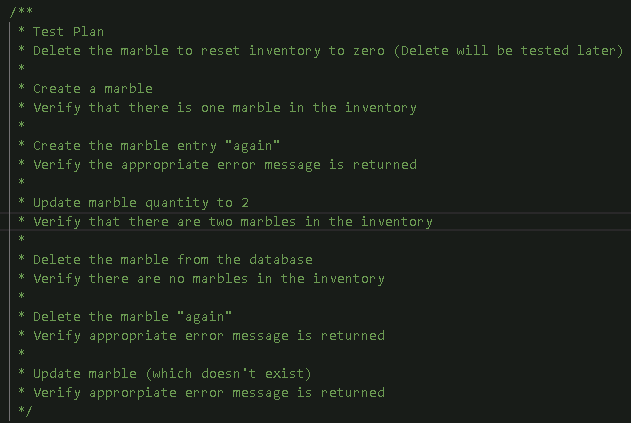 /**
* Test Plan
* Delete the marble to reset inventory to zero (Delete will be tested later)
*
* Create a marble
* Verify that there is one marble in the inventory
*
* Create the marble entry "again"
* Verify the appropriate error message is returned
*
* Update marble quantity to 2
* Verify that there are two marbles in the inventory
*
* Delete the marble from the database
* Verify there are no marbles in the inventory
*
* Delete the marble "again"
* Verify appropriate error message is returned
*
* Update marble (which doesn't exist)
* Verify approrpiate error message is returned
*/